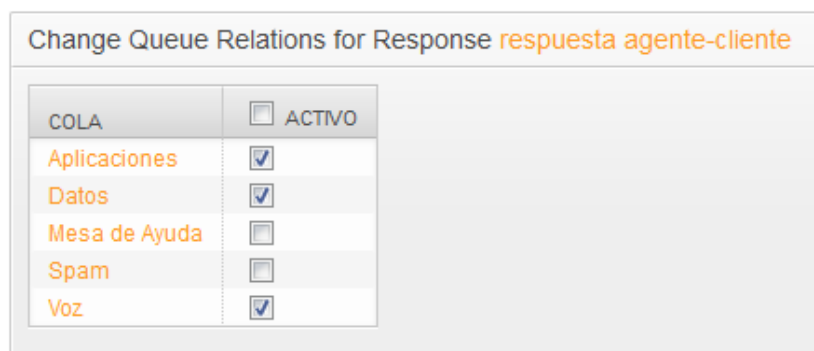 Change Queue Relations for Response respuesta agente-cliente
COLA ACTIVO
Aplicaciones
Datos
Mesa de Ayuda
Spam
Voz